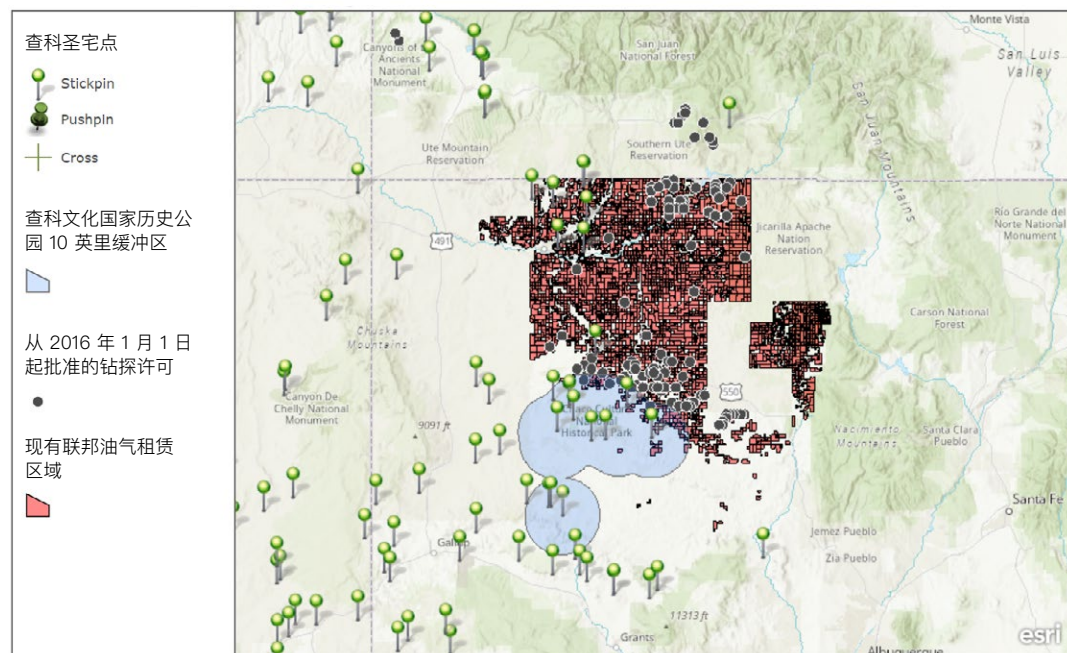 查科圣宅点
Stickpin
Pushpin
Cross
查科文化国家历史公
园 10 英里缓冲区
从 2016 年 1 月 1 日
起批准的钻探许可
现有联邦油气租赁
区域
Monte Vista
San Luis
Valley
San Juan
National Forest
Canyons of
Ancients
National
Monument
San Juan Mountains
Ute Mountain
Reservation
Southern Ute
Reservation
491
Jicarilla Apache
Nation
Reservation
Rio Grande del
Norte National
Monument
Carson National
Forest
Chuska
Mountains
Canyon De
Chelly National
Monument
9091 ft
550
Chaco Culture
National
Historical Park
Nacimiento
Mountains
Santa Clara
Pueblo
Santa Fe
Jemez Pueblo
Zia Pueblo
Gallup
11313 ft
Grants
Albuquerque
esri